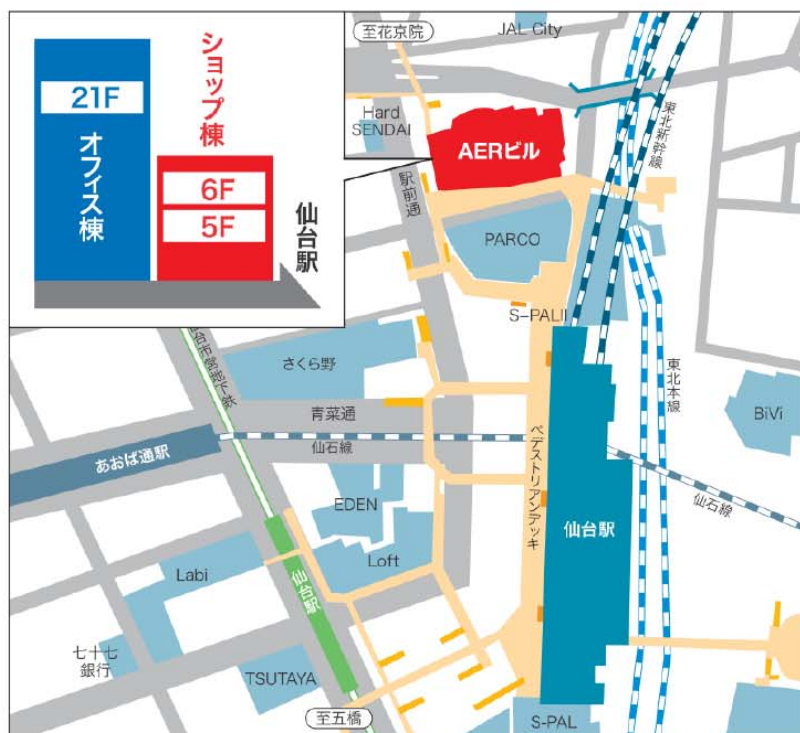 ショップ棟
21F
オフィス棟
6F
5F
仙台駅
至花京院
JAL City
Hard
SENDAI
AERビル
東北新幹線
駅前通
PARCO
S-PALII
仙台市営地下鉄
さくら野
青菜通
東北本線
BiVi
あおば通駅
仙石線
ペデストリアンデッキ
仙石線
EDEN
仙台駅
Loft
Labi
仙台駅
七十七
銀行
TSUTAYA
至五橋
S-PAL